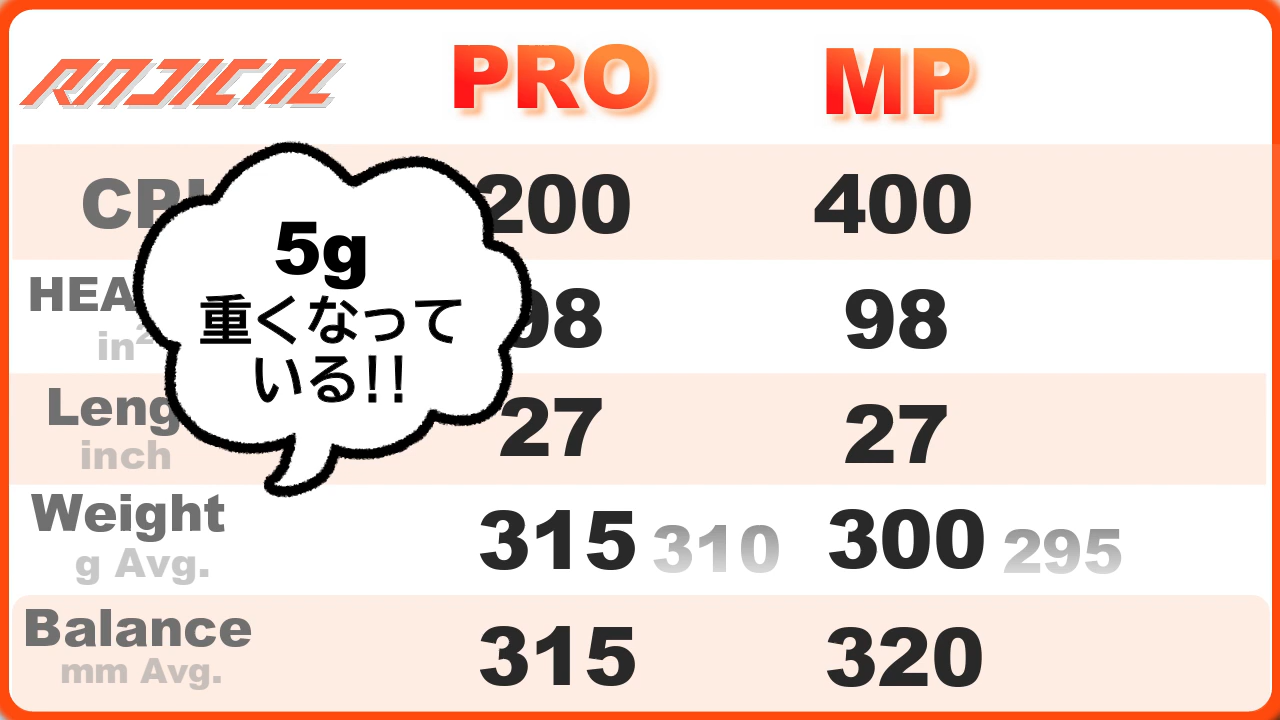 RADICAL PRO MP
200 400
5g
重くなって
いる!!
in 98
27 27
inch
Weight 315 310 300 295
g Avg.
Balance 315 320
mm Avg.